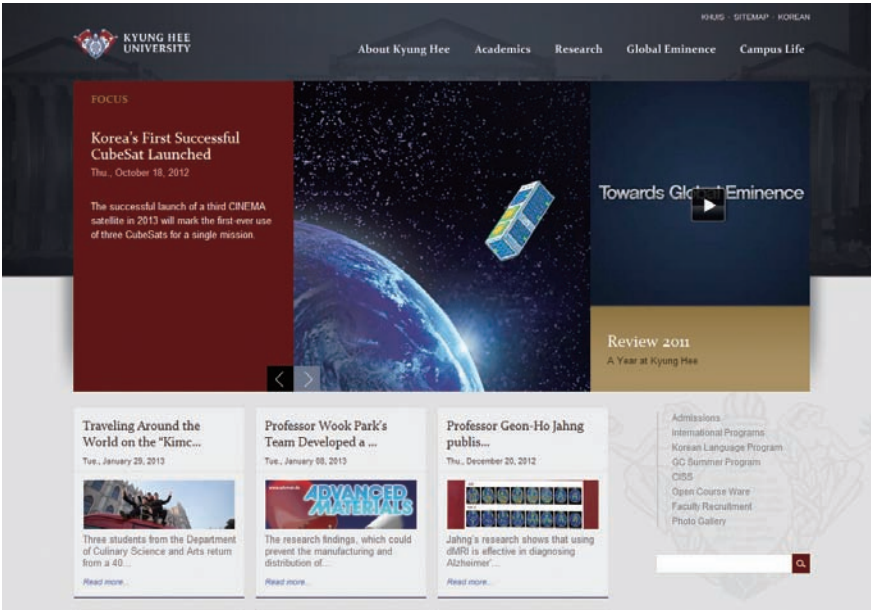 KHUIS - SITEMAP - KOREAN
KYUNG HEE
UNIVERSITY
About Kyung Hee Academics Research Global Eminence Campus Life
FOCUS
Korea's First Successful
CubeSat Launched
Thu., October 18, 2012
The successful launch of a third CINEMA
satellite in 2013 will mark the first-ever use
of three CubeSats for a single mission.
Towards Global Eminence
Review 2011
A Year at Kyung Hee
Traveling Around the
World on the “Kimc...
Tue., January 29, 2013
Three students from the Department
of Culinary Science and Arts return
from a 40...
Read more...
Professor Wook Park's
Team Developed a ...
Tue., January 08, 2013
ADVANCED
MATERIALS
The research findings, which could
prevent the manufacturing and
distribution of...
Read more...
Professor Geon-Ho Jahng
publis...
Thu., December 20, 2012
Jahng's research shows that using
dMRI is effective in diagnosing
Alzheimer'...
Read more...
Admissions
International Programs
Korean Language Program
GC Summer Program
CISS
Open Course Ware
Faculty Recruitment
Photo Gallery